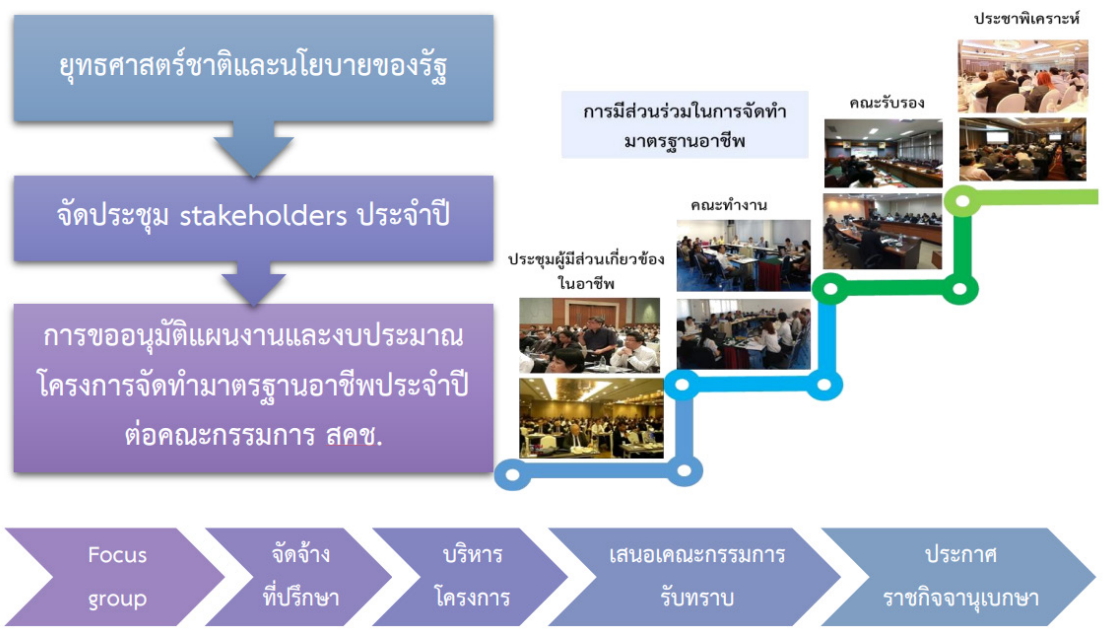 ยุทธศาสตร์ชาติและนโยบายของรัฐ
จัดประชุม stakeholders ประจำปี
การขออนุมัติแผนงานและงบประมาณ
โครงการจัดทำมาตรฐานอาชีพประจำปี
ต่อคณะกรรมการ สคช.
การมีส่วนร่วมในการจัดทำ
มาตรฐานอาชีพ
ประชุมผู้มีส่วนเกี่ยวข้อง
ในอาชีพ
คณะทำงาน
คณะรับรอง
ประชาพิเคราะห์
Focus
group
จัดจ้าง
ที่ปรึกษา
บริหาร
โครงการ
เสนอเคณะกรรมการ
รับทราบ
ประกาศ
ราชกิจจานุเบกษา